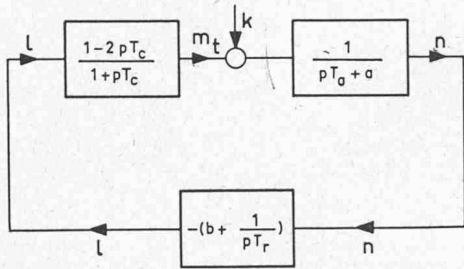 k
l
1-2pT_c
1+pT_c
m_t
1
pT_a+a
n
-(b+ 1
pT_r )
l
n